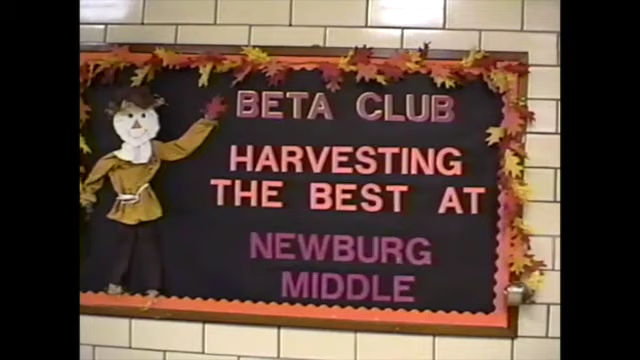 BETA CLUB
HARVESTING
THE BEST AT
NEWBURG
MIDDLE